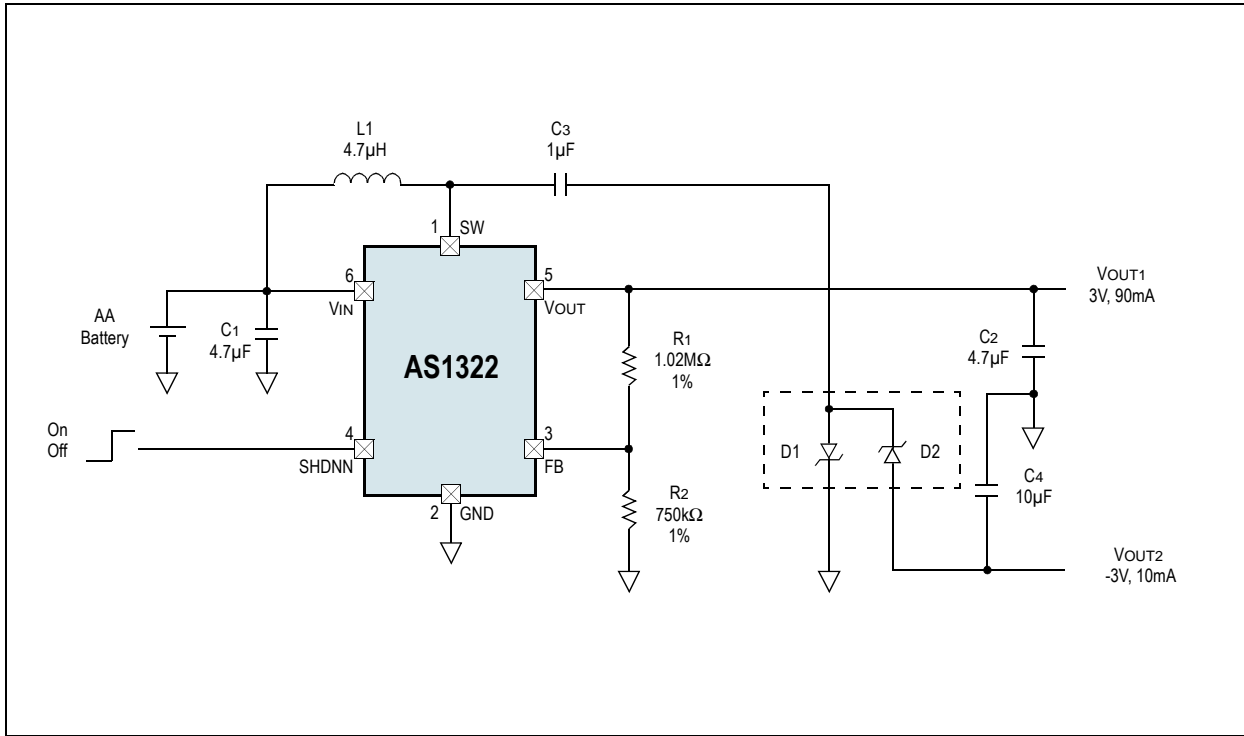 L1
4.7µH
C3
1µF
1
SW
6
VIN
5
VOUT
VOUT1
3V, 90mA
AA
Battery
C1
4.7µF
AS1322
R1
1.02MΩ
1%
C2
4.7µF
On
Off
4
SHDNN
3
FB
D1
D2
C4
10µF
2
GND
R2
750kΩ
1%
VOUT2
-3V, 10mA